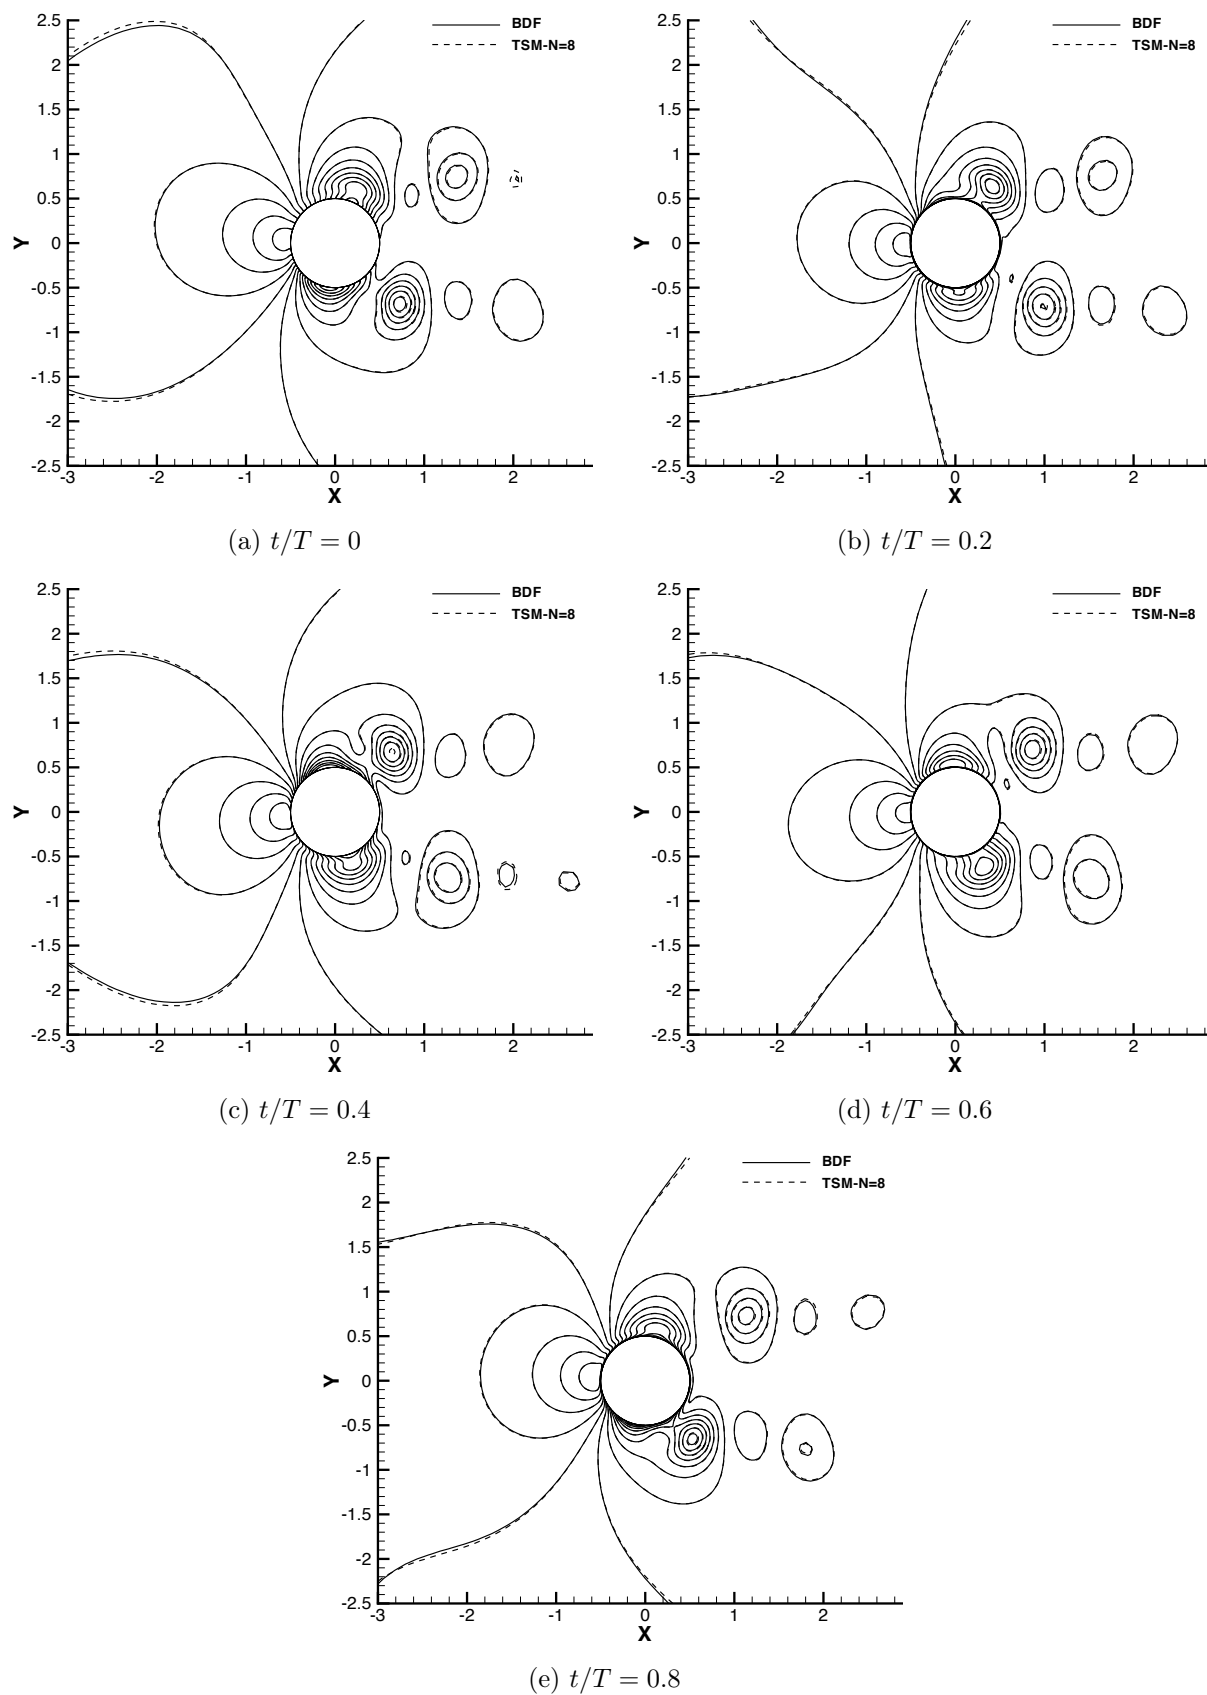 2.5
2
1.5
1
0.5
0
-0.5
-1
-1.5
-2
-2.5
Y
-3 -2 -1 0 1 2
X
BDF
TSM-N=8
(a) t/T = 0
2.5
2
1.5
1
0.5
0
-0.5
-1
-1.5
-2
-2.5
Y
-3 -2 -1 0 1 2
X
BDF
TSM-N=8
(b) t/T = 0.2
2.5
2
1.5
1
0.5
0
-0.5
-1
-1.5
-2
-2.5
Y
-3 -2 -1 0 1 2
X
BDF
TSM-N=8
(c) t/T = 0.4
2.5
2
1.5
1
0.5
0
-0.5
-1
-1.5
-2
-2.5
Y
-3 -2 -1 0 1 2
X
BDF
TSM-N=8
(d) t/T = 0.6
2.5
2
1.5
1
0.5
0
-0.5
-1
-1.5
-2
-2.5
Y
-3 -2 -1 0 1 2
X
BDF
TSM-N=8
(e) t/T = 0.8